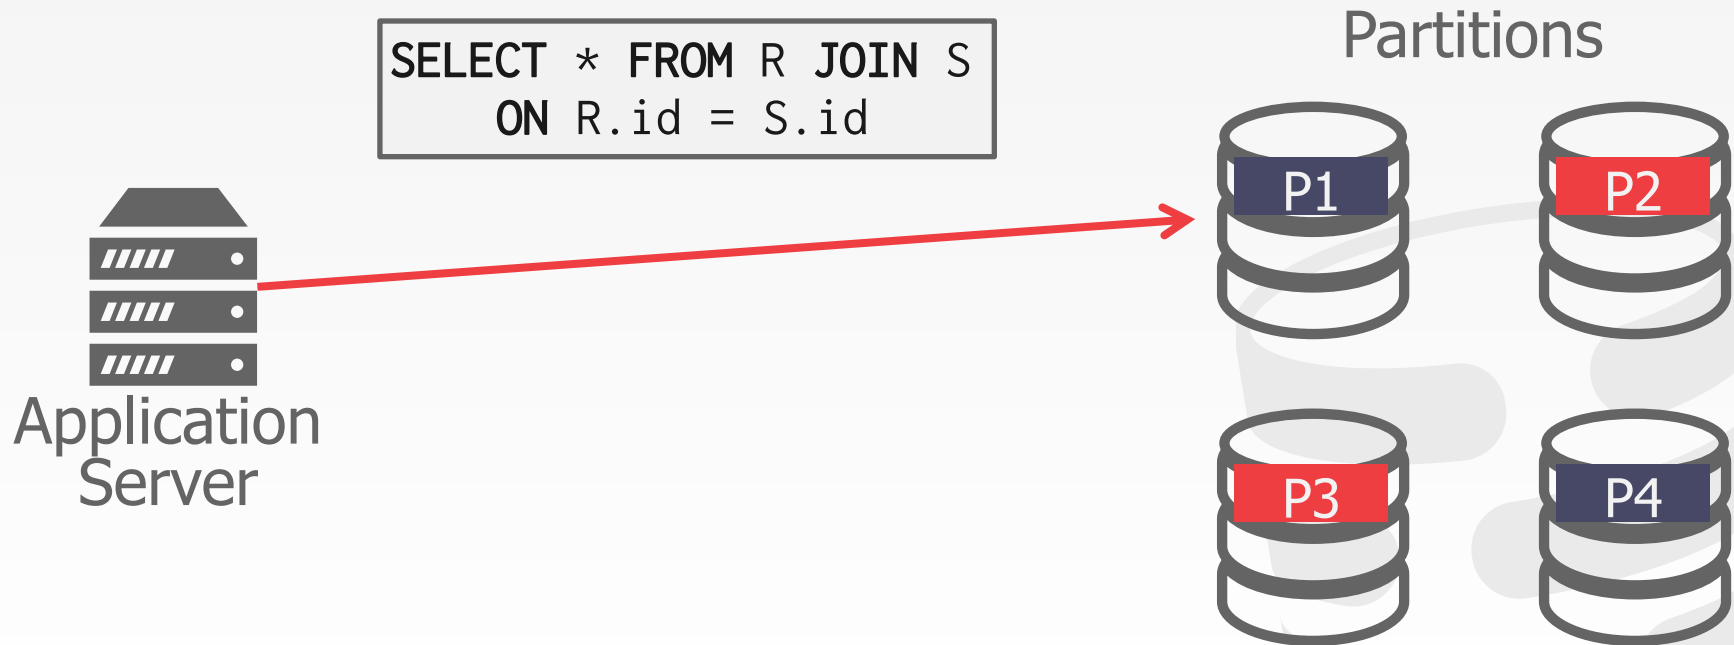 SELECT * FROM R JOIN S
ON R.id = S.id
Partitions
P1
P2
Application
Server
P3
P4